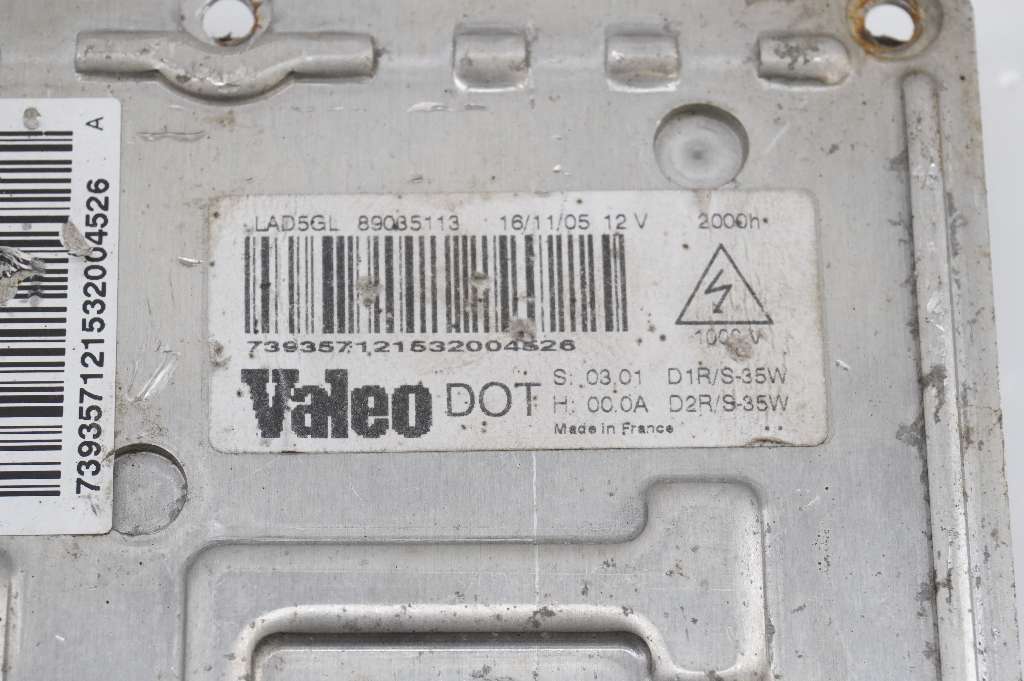 A
739357121532004526
LAD5GL 89035113 16/11/05 12 V 2000h
739357121532004526
1000 V
Valeo DOT
S: 03.01 D1R/S-35W
H: 00.0A D2R/S-35W
Made in France